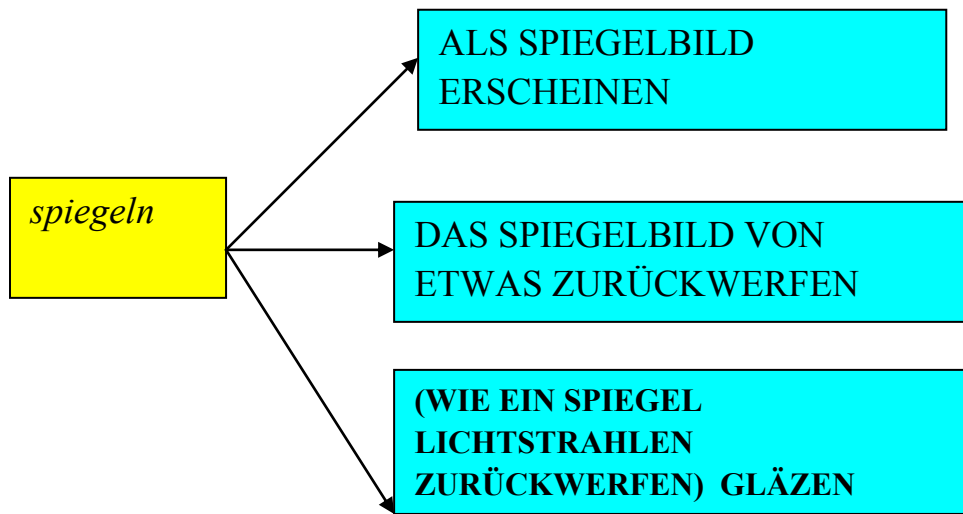 ALS SPIEGELBILD
ERSCHEINEN
spiegeln
DAS SPIEGELBILD VON
ETWAS ZURÜCKWERFEN
(WIE EIN SPIEGEL
LICHTSTRAHLEN
ZURÜCKWERFEN) GLÄZEN